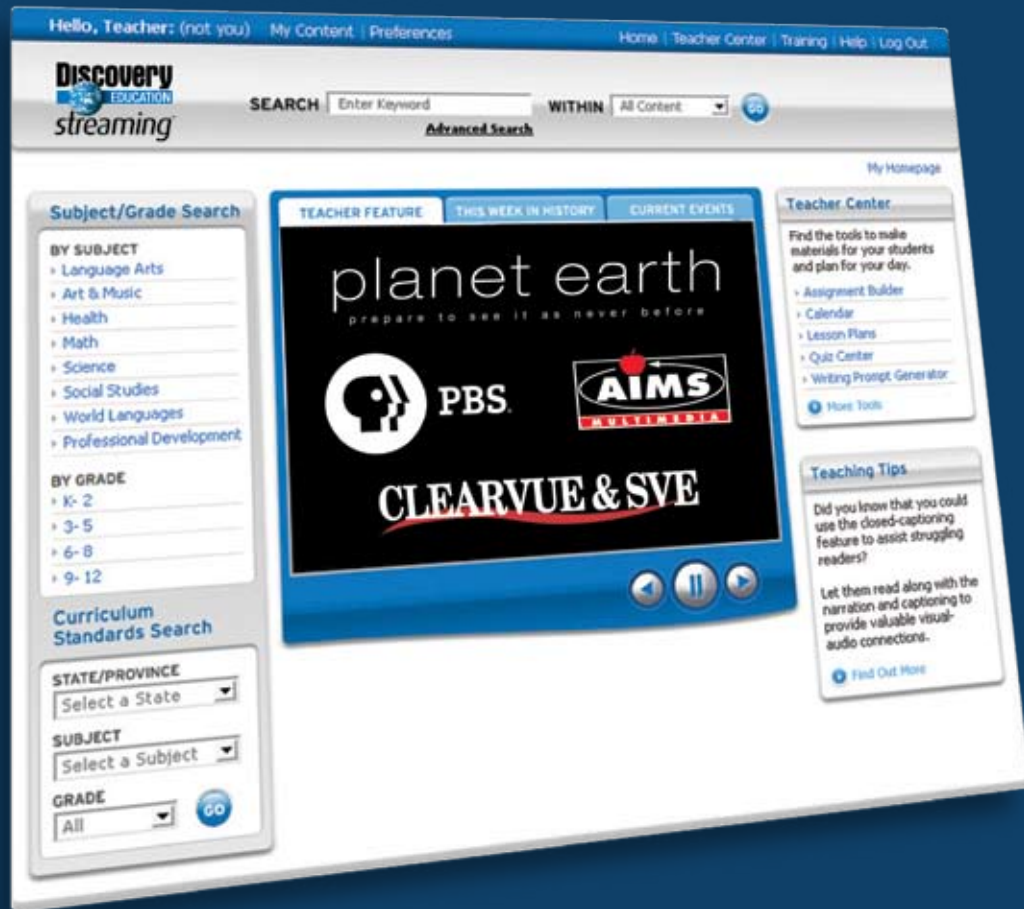 Hello, Teacher: (not you) My Content | Preferences
Home | Teacher Center | Training | Help | Log Out
Discovery
EDUCATION
streaming
SEARCH Enter Keyword WITHIN All Content GO
Advanced Search
My Homepage
Subject/Grade Search
BY SUBJECT
Language Arts
Art & Music
Health
Math
Science
Social Studies
World Languages
Professional Development
BY GRADE
K- 2
3- 5
6- 8
9- 12
Curriculum
Standards Search
STATE/PROVINCE
Select a State
SUBJECT
Select a Subject
GRADE
All GO
TEACHER FEATURE THIS WEEK IN HISTORY CURRENT EVENTS
planet earth
prepare to see it as never before
PBS.
AIMS
MULTIMEDIA
CLEARVUE & SVE
Teacher Center
Find the tools to make
materials for your students
and plan for your day.
Assignment Builder
Calendar
Lesson Plans
Quiz Center
Writing Prompt Generator
More Tools
Teaching Tips
Did you know that you could
use the closed-captioning
feature to assist struggling
readers?
Let them read along with the
narration and captioning to
provide valuable visual-
audio connections.
Find Out More